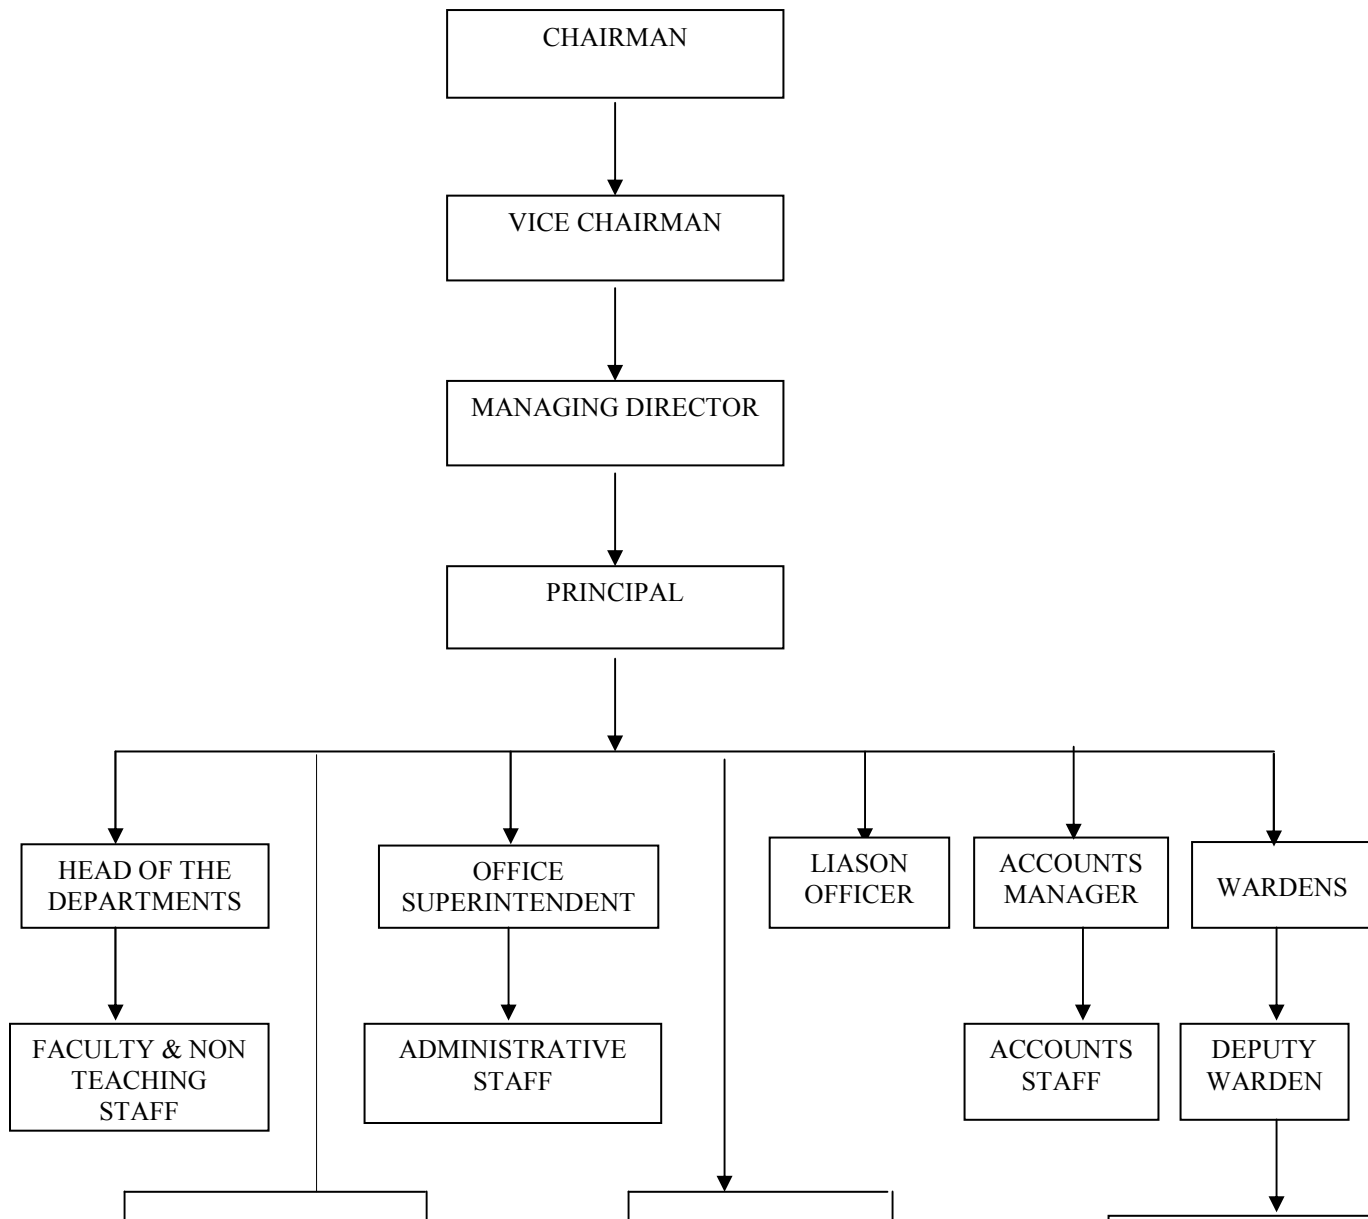 CHAIRMAN
VICE CHAIRMAN
MANAGING DIRECTOR
PRINCIPAL
HEAD OF THE
DEPARTMENTS
OFFICE
SUPERINTENDENT
LIASON
OFFICER
ACCOUNTS
MANAGER
WARDENS
FACULTY & NON
TEACHING
STAFF
ADMINISTRATIVE
STAFF
ACCOUNTS
STAFF
DEPUTY
WARDEN